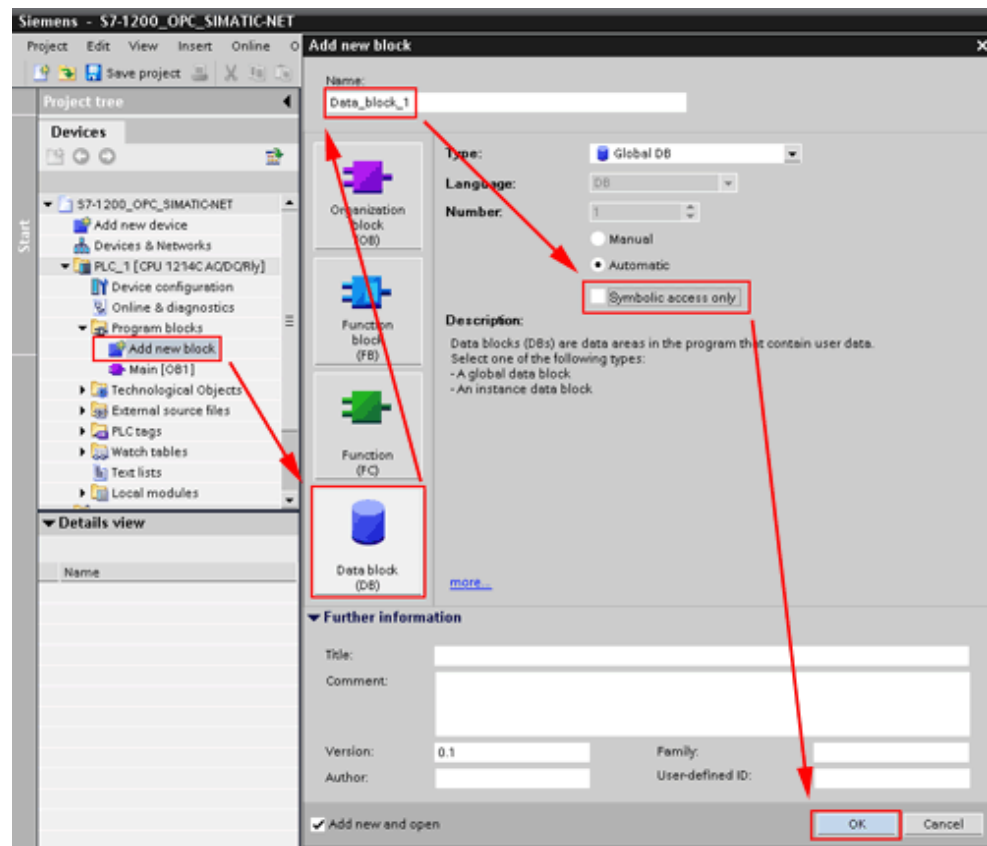 Siemens - S7-1200_OPC_SIMATIC-NET
Project Edit View Insert Online O
Save project
Project tree
Devices
Start
S7-1200_OPC_SIMATIC-NET
Add new device
Devices & Networks
PLC_1 [CPU 1214C AC/DC/Rly]
Device configuration
Online & diagnostics
Program blocks
Add new block
Main [OB1]
Technological Objects
External source files
PLC tags
Watch tables
Text lists
Local modules
Details view
Name
Add new block
Name:
Data_block_1
Organization
block
(OB)
Function
block
(FB)
Function
(FC)
Data block
(DB)
Type: Global DB
Language: DB
Number: 1
Manual
Automatic
Symbolic access only
Description:
Data blocks (DBs) are data areas in the program that contain user data.
Select one of the following types:
- A global data block
- An instance data block
more...
Further information
Title:
Comment:
Version: 0.1 Family:
Author: User-defined ID:
Add new and open
OK Cancel